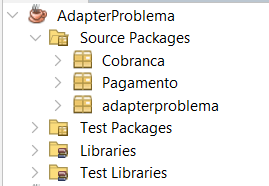 AdapterProblema
Source Packages
Cobranca
Pagamento
adapterproblema
Test Packages
Libraries
Test Libraries